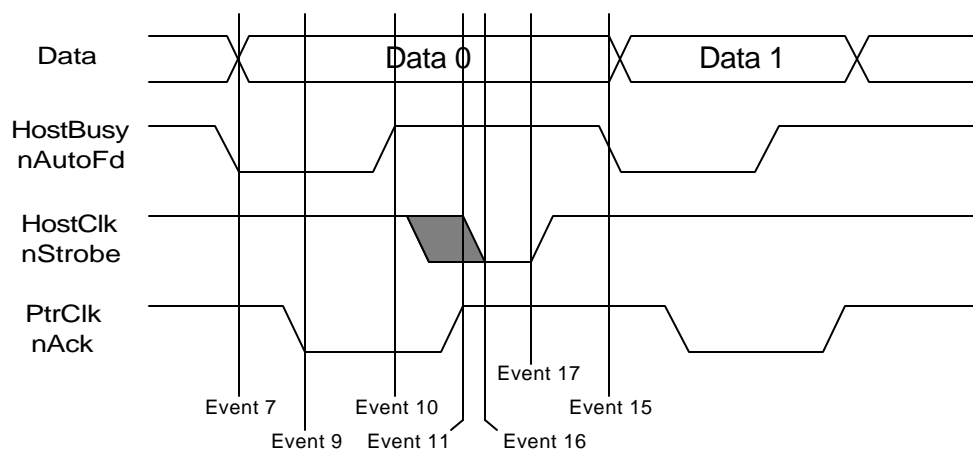 Data
Data 0
Data 1
HostBusy
nAutoFd
HostClk
nStrobe
PtrClk
nAck
Event 17
Event 7
Event 10
Event 15
Event 9
Event 11
Event 16